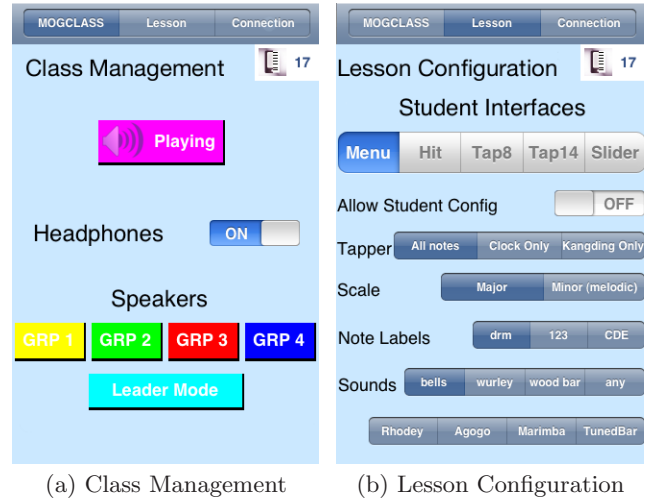 MOGCLASS Lesson Connection
Class Management 17
Playing
Headphones ON
Speakers
GRP 1 GRP 2 GRP 3 GRP 4
Leader Mode
(a) Class Management
MOGCLASS Lesson Connection
Lesson Configuration 17
Student Interfaces
Menu Hit Tap8 Tap14 Slider
Allow Student Config OFF
Tapper All notes Clock Only Kangding Only
Scale Major Minor (melodic)
Note Labels drm 123 CDE
Sounds bells wurley wood bar any
Rhodey Agogo Marimba TunedBar
(b) Lesson Configuration